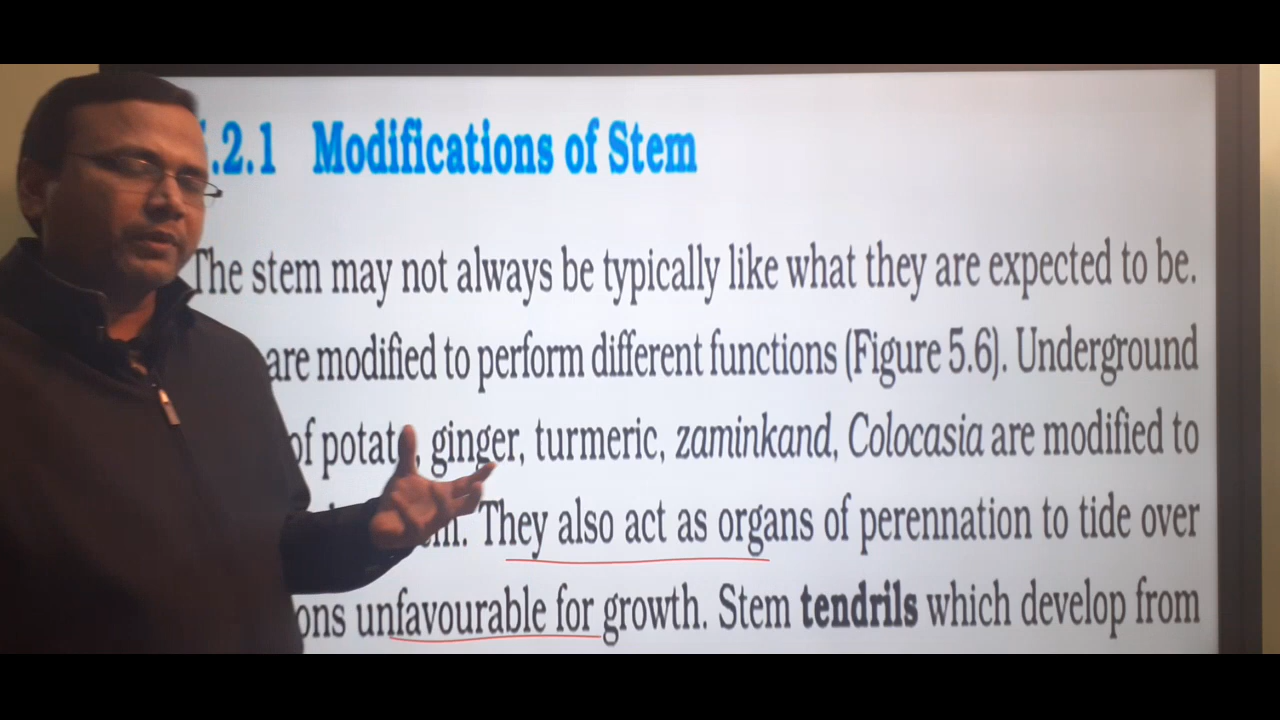 .2.1 Modifications of Stem
The stem may not always be typically like what they are expected to be.
are modified to perform different functions (Figure 5.6). Underground
of potato, ginger, turmeric, zaminkand, Colocasia are modified to
They also act as organs of perennation to tide over
unfavourable for growth. Stem tendrils which develop from